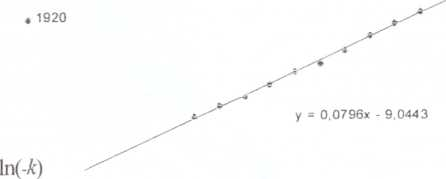 1920
y = 0,0796x - 9,0443
ln(-k)